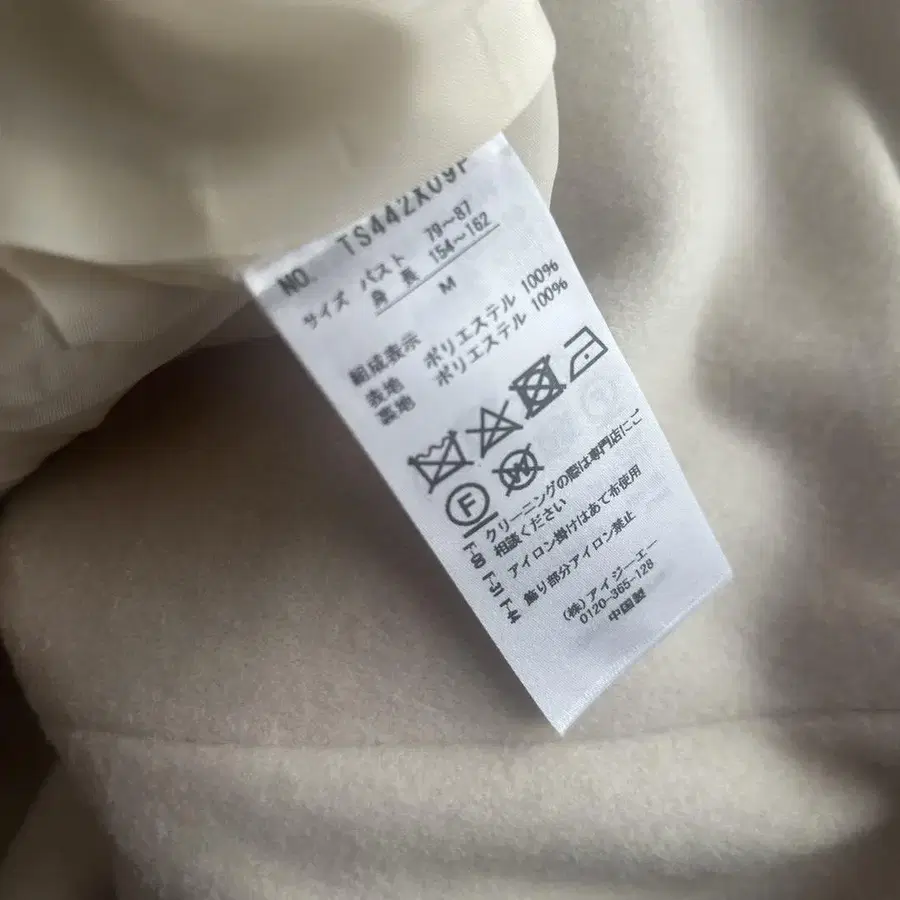 NO. TS442X09P
サイズ バスト 79～87
身長 154～162
M
組成表示
表地 ポリエステル 100%
裏地 ポリエステル 100%
F
W
クリーニングの際は専門店にご
相談ください
アイロン掛けはあて布使用
飾り部分アイロン禁止
(株)アイジーエー
0120-365-128
中国製